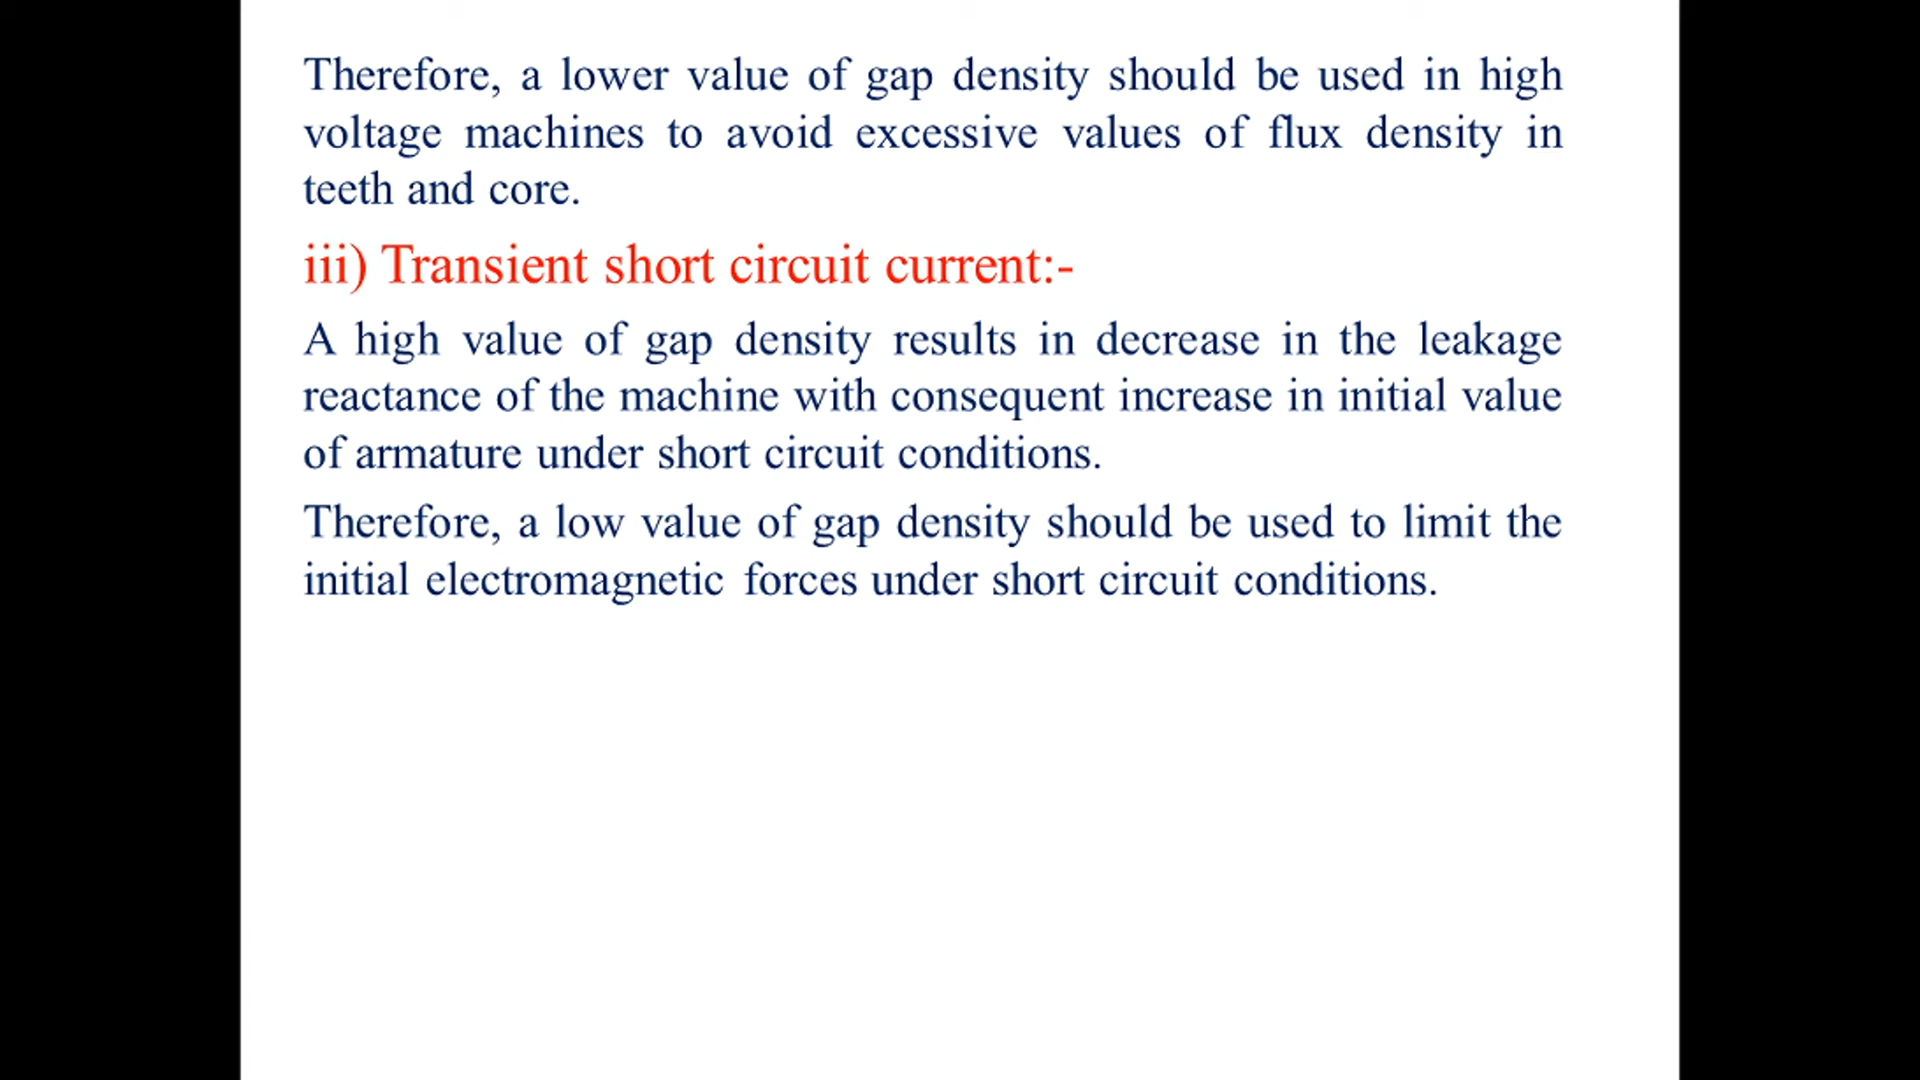 Therefore, a lower value of gap density should be used in high
voltage machines to avoid excessive values of flux density in
teeth and core.
iii) Transient short circuit current:-
A high value of gap density results in decrease in the leakage
reactance of the machine with consequent increase in initial value
of armature under short circuit conditions.
Therefore, a low value of gap density should be used to limit the
initial electromagnetic forces under short circuit conditions.